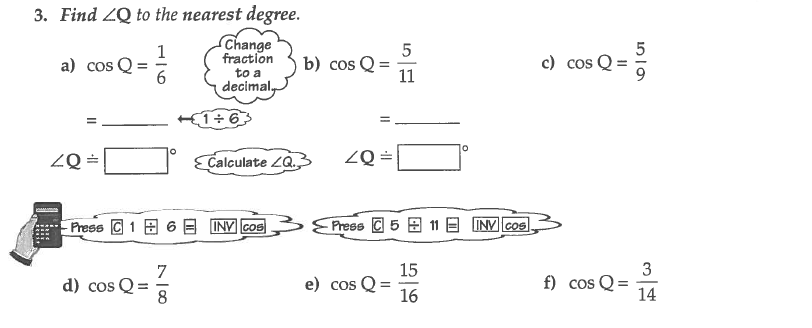 3. Find ∠Q to the nearest degree.
a) cos Q = 1/6
Change fraction to a decimal.
b) cos Q = 5/11
c) cos Q = 5/9
= ______ 1 ÷ 6
= ______
∠Q ≐ °
Calculate ∠Q.
∠Q ≐ °
Press C 1 ÷ 6 = INV cos
Press C 5 ÷ 11 = INV cos
d) cos Q = 7/8
e) cos Q = 15/16
f) cos Q = 3/14